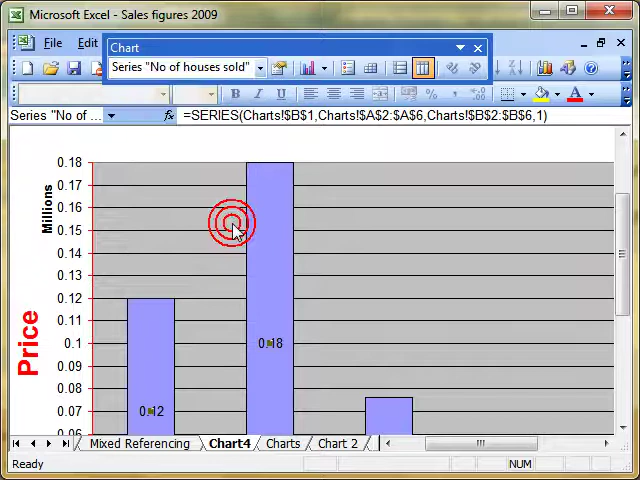 Microsoft Excel - Sales figures 2009
File Edit
Chart
Series "No of houses sold"
B I U
%
Series "No of ... fx =SERIES(Charts!$B$1,Charts!$A$2:$A$6,Charts!$B$2:$B$6,1)
0.18
0.17
0.16
0.15
0.14
0.13
0.12
0.11
0.1
0.09
0.08
0.07
0.06
Millions
Price
0.12
0.18
Mixed Referencing Chart4 Charts Chart 2
Ready NUM